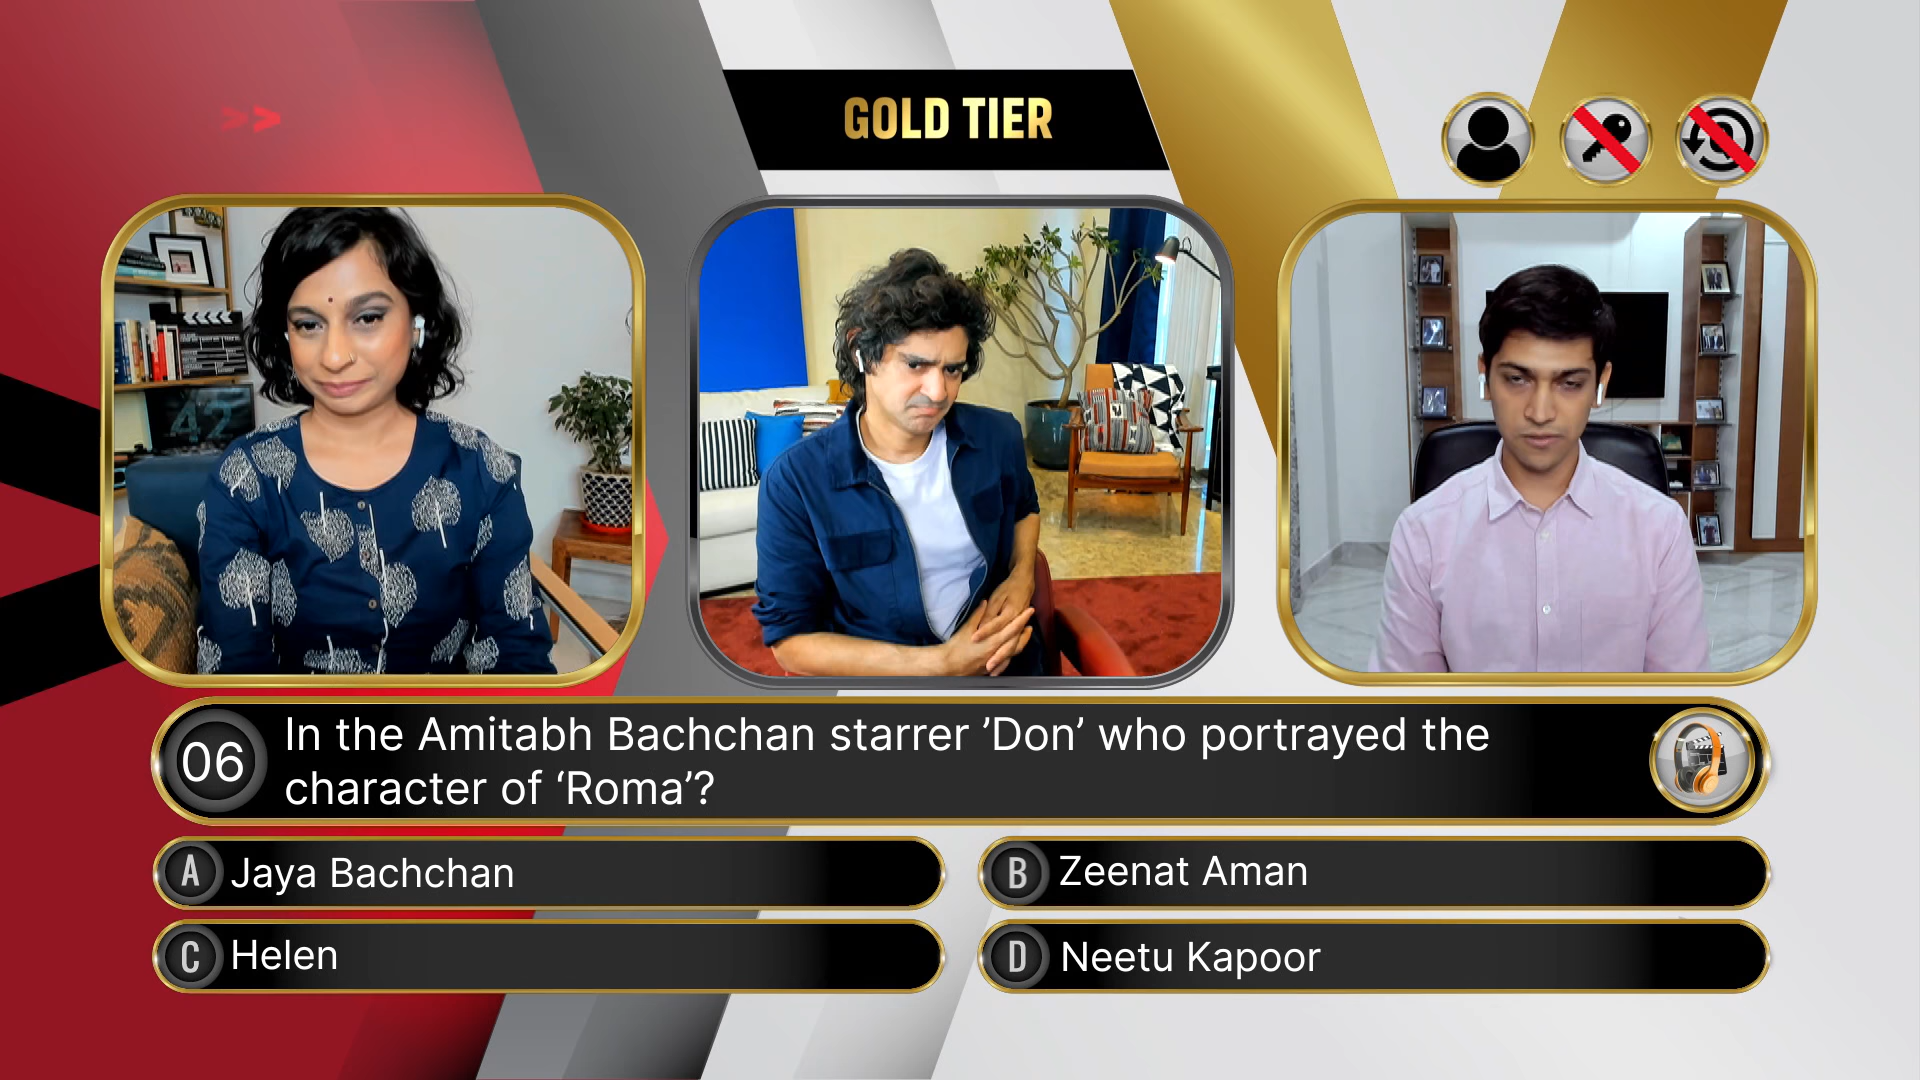 >>
GOLD TIER
42
06
In the Amitabh Bachchan starrer ’Don’ who portrayed the
character of ‘Roma’?
A Jaya Bachchan
B Zeenat Aman
C Helen
D Neetu Kapoor